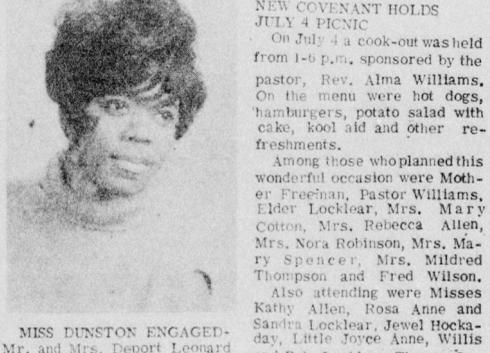 MISS DUNSTON ENGAGED-
Mr. and Mrs. Deport Leonard
NEW COVENANT HOLDS
JULY 4 PICNIC
On July 4 a cook-out was held
from 1-6 p.m. sponsored by the
pastor, Rev. Alma Williams.
On the menu were hot dogs,
hamburgers, potato salad with
cake, kool aid and other re-
freshments.
Among those who planned this
wonderful occasion were Moth-
er Freeman, Pastor Williams,
Elder Locklear, Mrs. Mary
Cotton, Mrs. Rebecca Allen,
Mrs. Nora Robinson, Mrs. Ma-
ry Spencer, Mrs. Mildred
Thompson and Fred Wilson.
Also attending were Misses
Kathy Allen, Rosa Anne and
Sandra Locklear, Jewel Hocka-
day, Little Joyce Anne, Willis